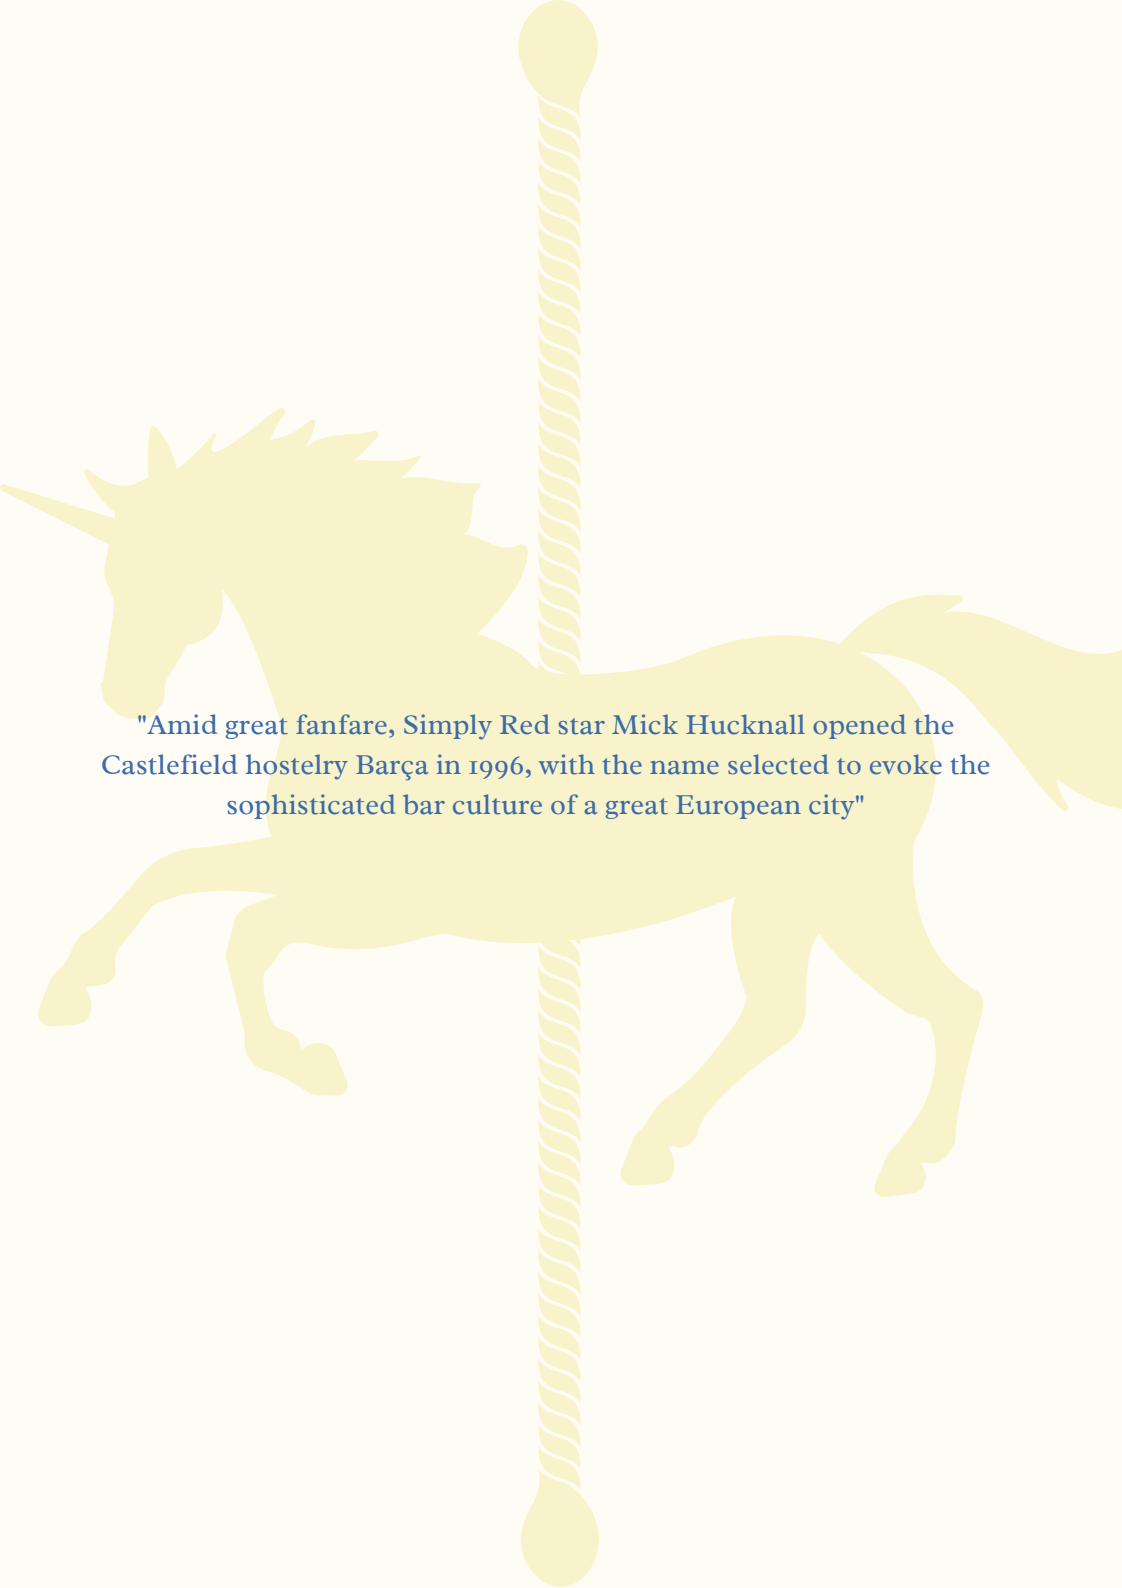 "Amid great fanfare, Simply Red star Mick Hucknall opened the
Castlefield hostelry Barça in 1996, with the name selected to evoke the
sophisticated bar culture of a great European city"